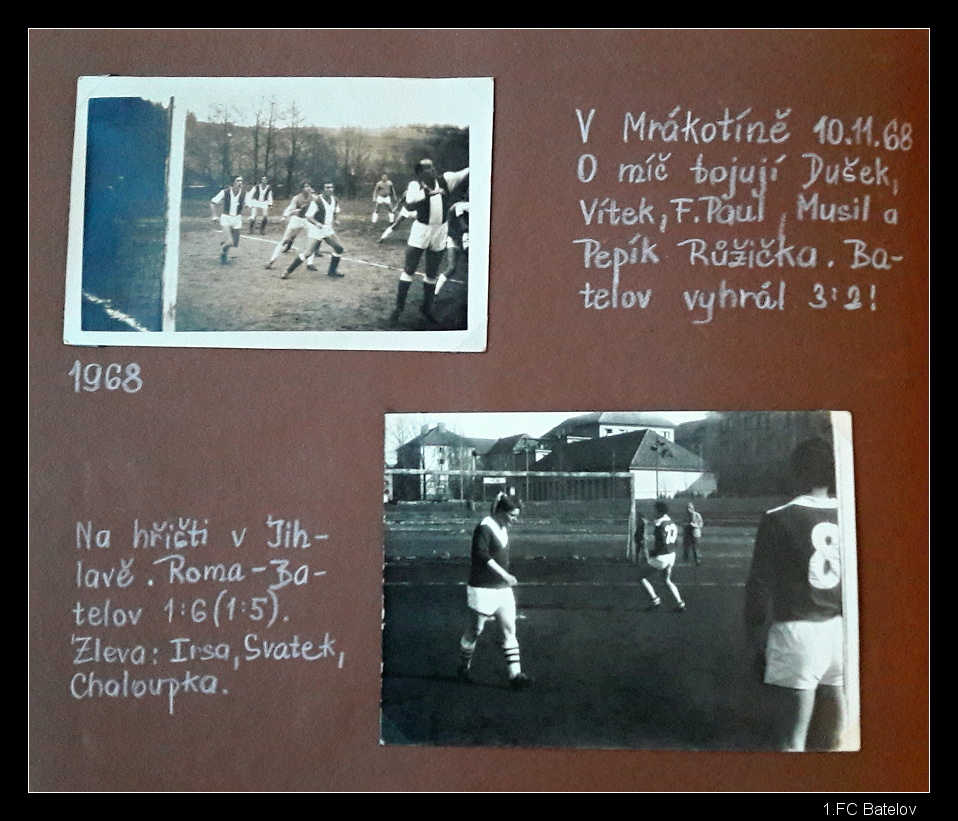 V Mrákotíně 10.11.68
O míč bojují Dušek,
Vítek, F.Paul, Musil a
Pepík Růžička. Ba-
telov vyhrál 3:2!
1968
Na hřišti v Jih-
lavě. Roma-Ba-
telov 1:6 (1:5).
Zleva: Irsa, Svatek,
Chaloupka.
8
1.FC Batelov